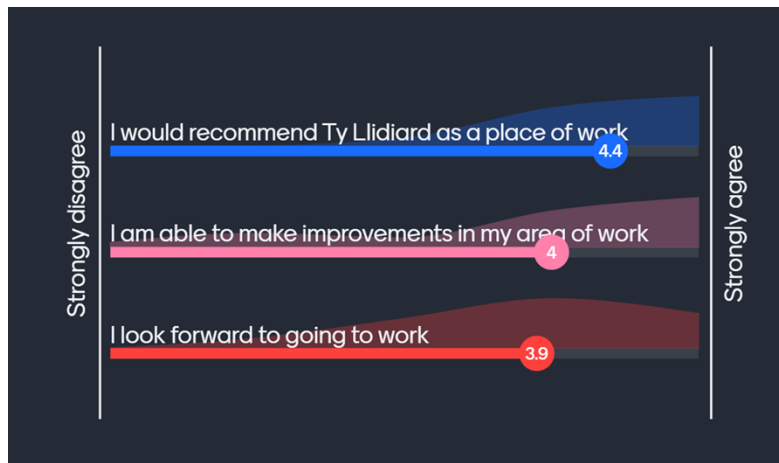 Strongly disagree
I would recommend Ty Llidiard as a place of work
4.4
I am able to make improvements in my area of work
4
I look forward to going to work
3.9
Strongly agree